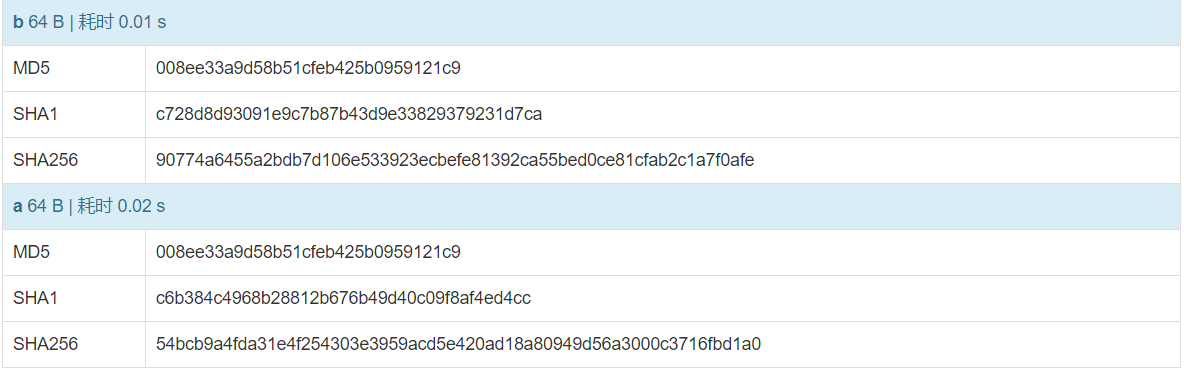 b 64 B | 耗时 0.01 s
MD5 008ee33a9d58b51cfeb425b0959121c9
SHA1 c728d8d93091e9c7b87b43d9e33829379231d7ca
SHA256 90774a6455a2bdb7d106e533923ecbefe81392ca55bed0ce81cfab2c1a7f0afe
a 64 B | 耗时 0.02 s
MD5 008ee33a9d58b51cfeb425b0959121c9
SHA1 c6b384c4968b28812b676b49d40c09f8af4ed4cc
SHA256 54bcb9a4fda31e4f254303e3959acd5e420ad18a80949d56a3000c3716fbd1a0